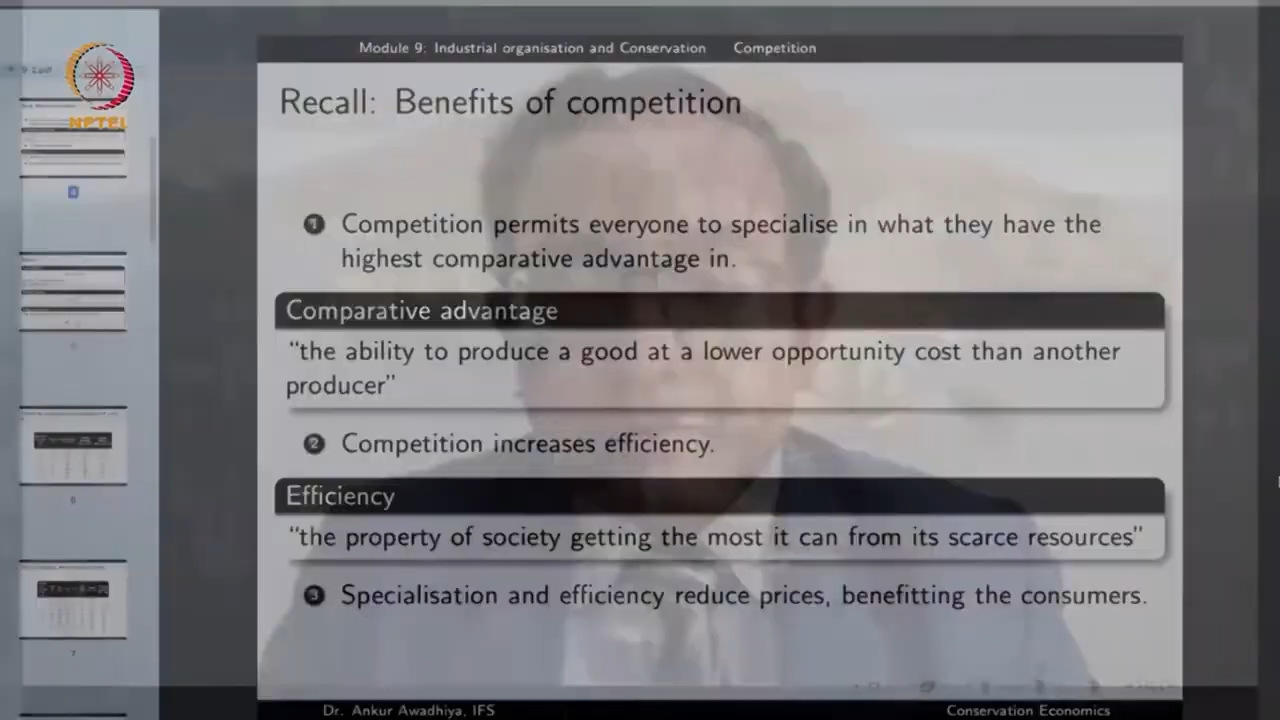 NPTEL
Module 9: Industrial organisation and Conservation Competition
Recall: Benefits of competition
1 Competition permits everyone to specialise in what they have the
highest comparative advantage in.
Comparative advantage
“the ability to produce a good at a lower opportunity cost than another
producer”
2 Competition increases efficiency.
Efficiency
“the property of society getting the most it can from its scarce resources”
3 Specialisation and efficiency reduce prices, benefitting the consumers.
Dr. Ankur Awadhiya, IFS Conservation Economics
6
7